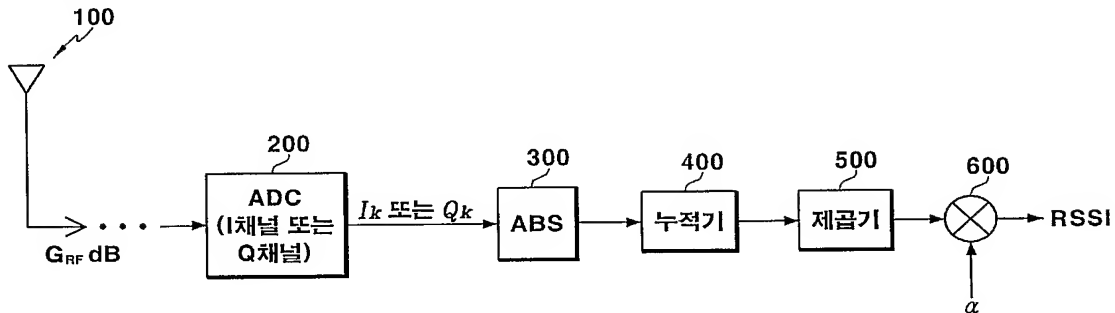 100
G_RF dB
200
ADC
(I채널 또는
Q채널)
Ik 또는 Qk
300
ABS
400
누적기
500
제곱기
600
RSSI
α